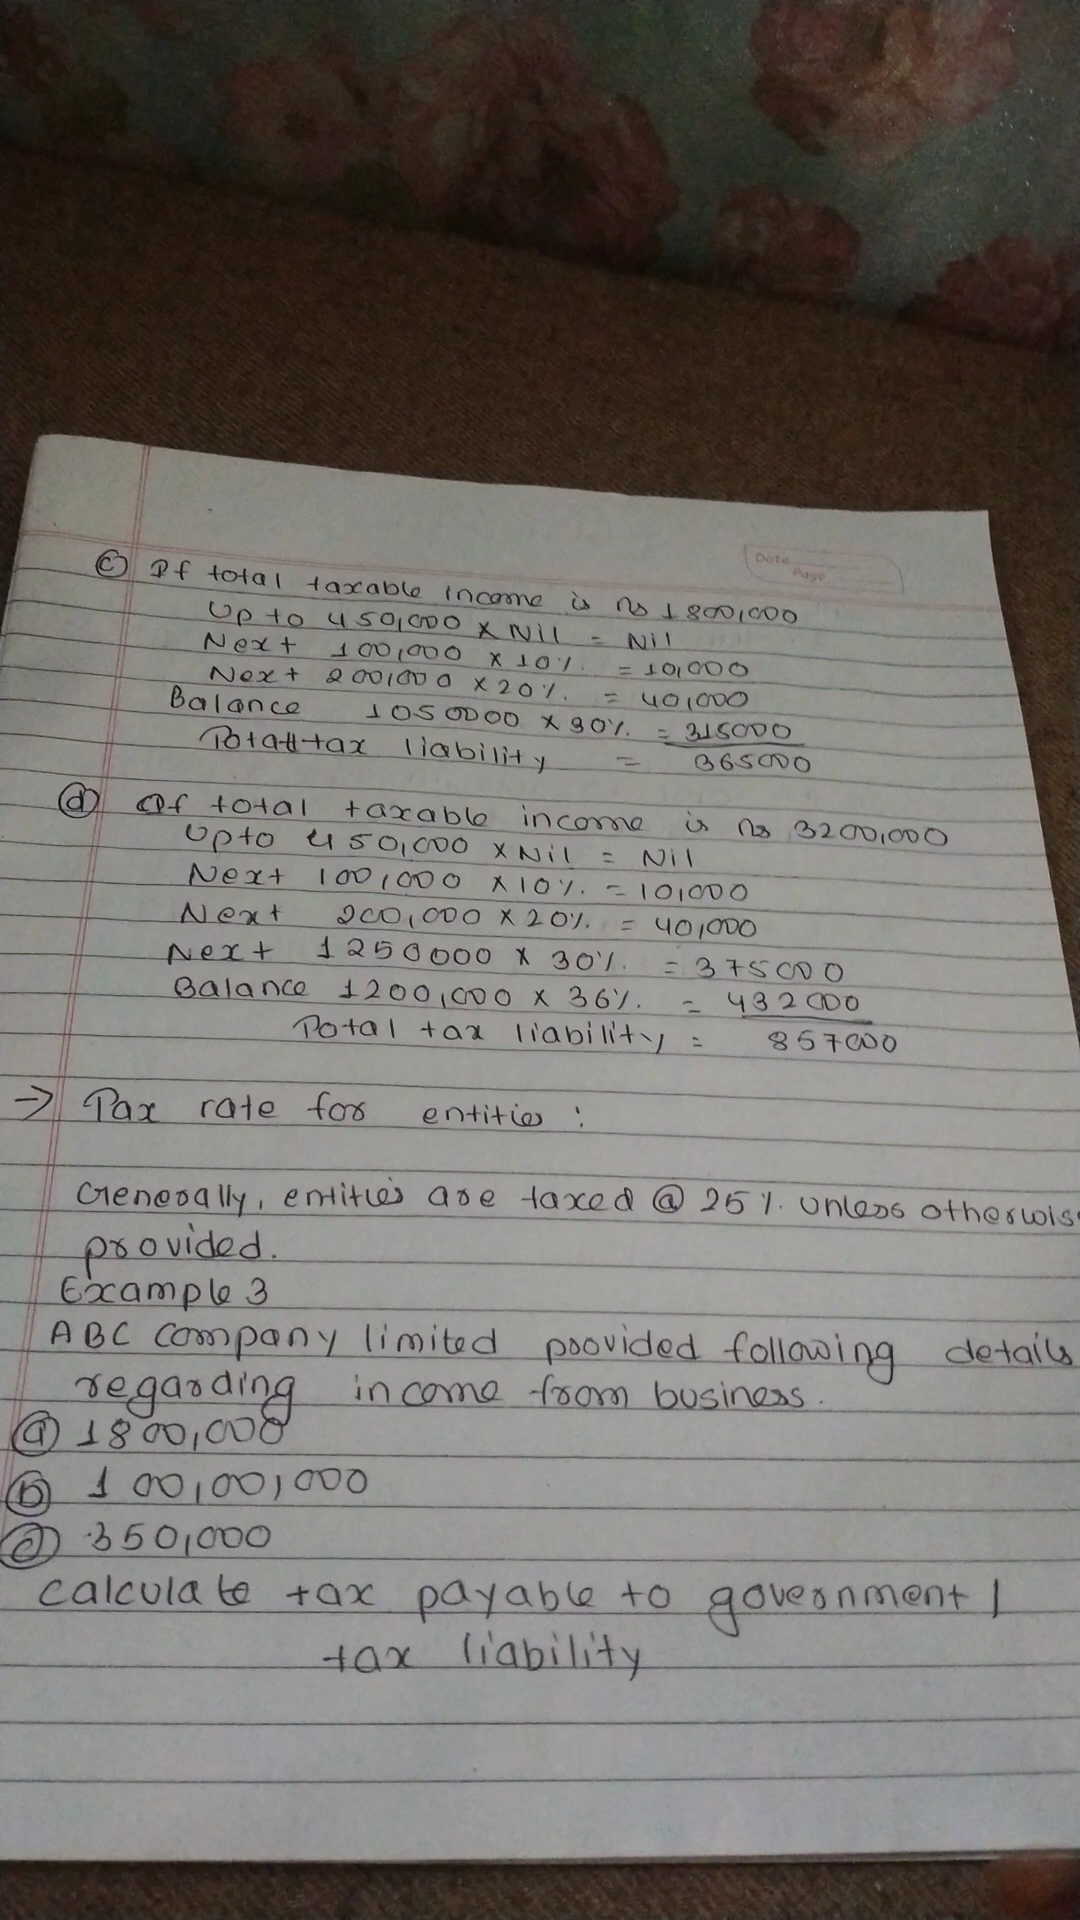 Date
Page
(c) If total taxable income is rs 1800,000
Up to 450,000 x Nil = Nil
Next 100,000 x 10% = 10,000
Next 200,000 x 20% = 40,000
Balance 1050000 x 30% = 315000
Total tax liability = 365000
(d) If total taxable income is rs 3200,000
Upto 450,000 x Nil = Nil
Next 100,000 x 10% = 10,000
Next 200,000 x 20% = 40,000
Next 1250000 x 30% = 375000
Balance 1200,000 x 36% = 432000
Total tax liability = 857000
→ Tax rate for entities :
Generally, entities are taxed @ 25% unless otherwis
provided.
Example 3
ABC company limited provided following details
regarding income from business.
(a) 1800,000
(b) 100,00,000
(c) 350,000
calculate tax payable to government /
tax liability